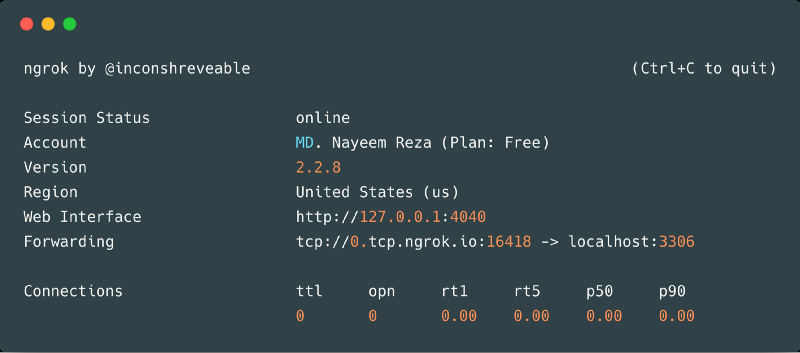 ngrok by @inconshreveable (Ctrl+C to quit)
Session Status online
Account MD. Nayeem Reza (Plan: Free)
Version 2.2.8
Region United States (us)
Web Interface http://127.0.0.1:4040
Forwarding tcp://0.tcp.ngrok.io:16418 -> localhost:3306
Connections ttl opn rt1 rt5 p50 p90
0 0 0.00 0.00 0.00 0.00